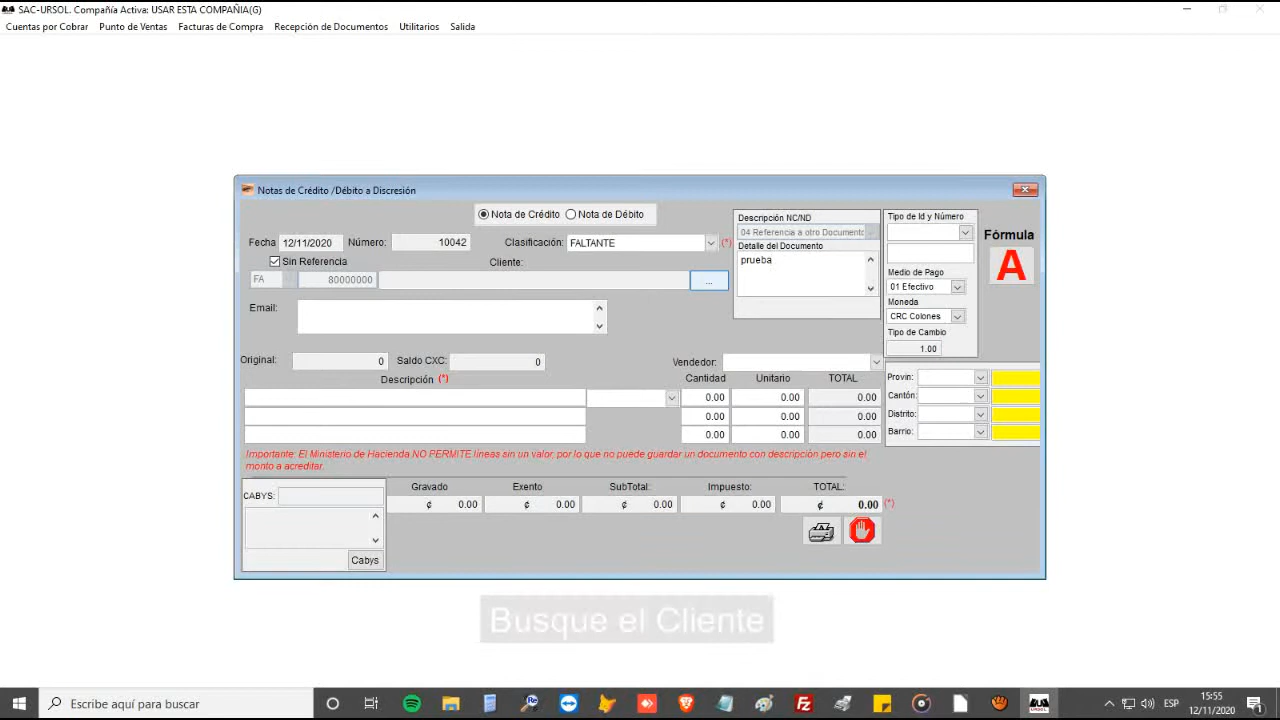 SAC-URSOL. Compañía Activa: USAR ESTA COMPAÑIA(G)
Cuentas por Cobrar Punto de Ventas Facturas de Compra Recepción de Documentos Utilitarios Salida
Notas de Crédito /Débito a Discresión
Nota de Crédito Nota de Débito
Fecha 12/11/2020 Número: 10042 Clasificación: FALTANTE (*)
Sin Referencia Cliente:
FA 80000000 ...
Email:
Descripción NC/ND
04 Referencia a otro Documento
Detalle del Documento
prueba
Tipo de Id y Número
Medio de Pago
01 Efectivo
Moneda
CRC Colones
Tipo de Cambio
1.00
Fórmula
A
Original: 0 Saldo CXC: 0 Vendedor:
Descripción (*) Cantidad Unitario TOTAL
0.00 0.00 0.00
0.00 0.00 0.00
0.00 0.00 0.00
Provin:
Cantón:
Distrito:
Barrio:
Importante: El Ministerio de Hacienda NO PERMITE líneas sin un valor, por lo que no puede guardar un documento con descripción pero sin el
monto a acreditar.
CABYS:
Cabys
Gravado Exento SubTotal: Impuesto: TOTAL:
¢ 0.00 ¢ 0.00 ¢ 0.00 ¢ 0.00 ¢ 0.00 (*)
Busque el Cliente
Escribe aquí para buscar
URSOL
ESP
15:55
12/11/2020
1